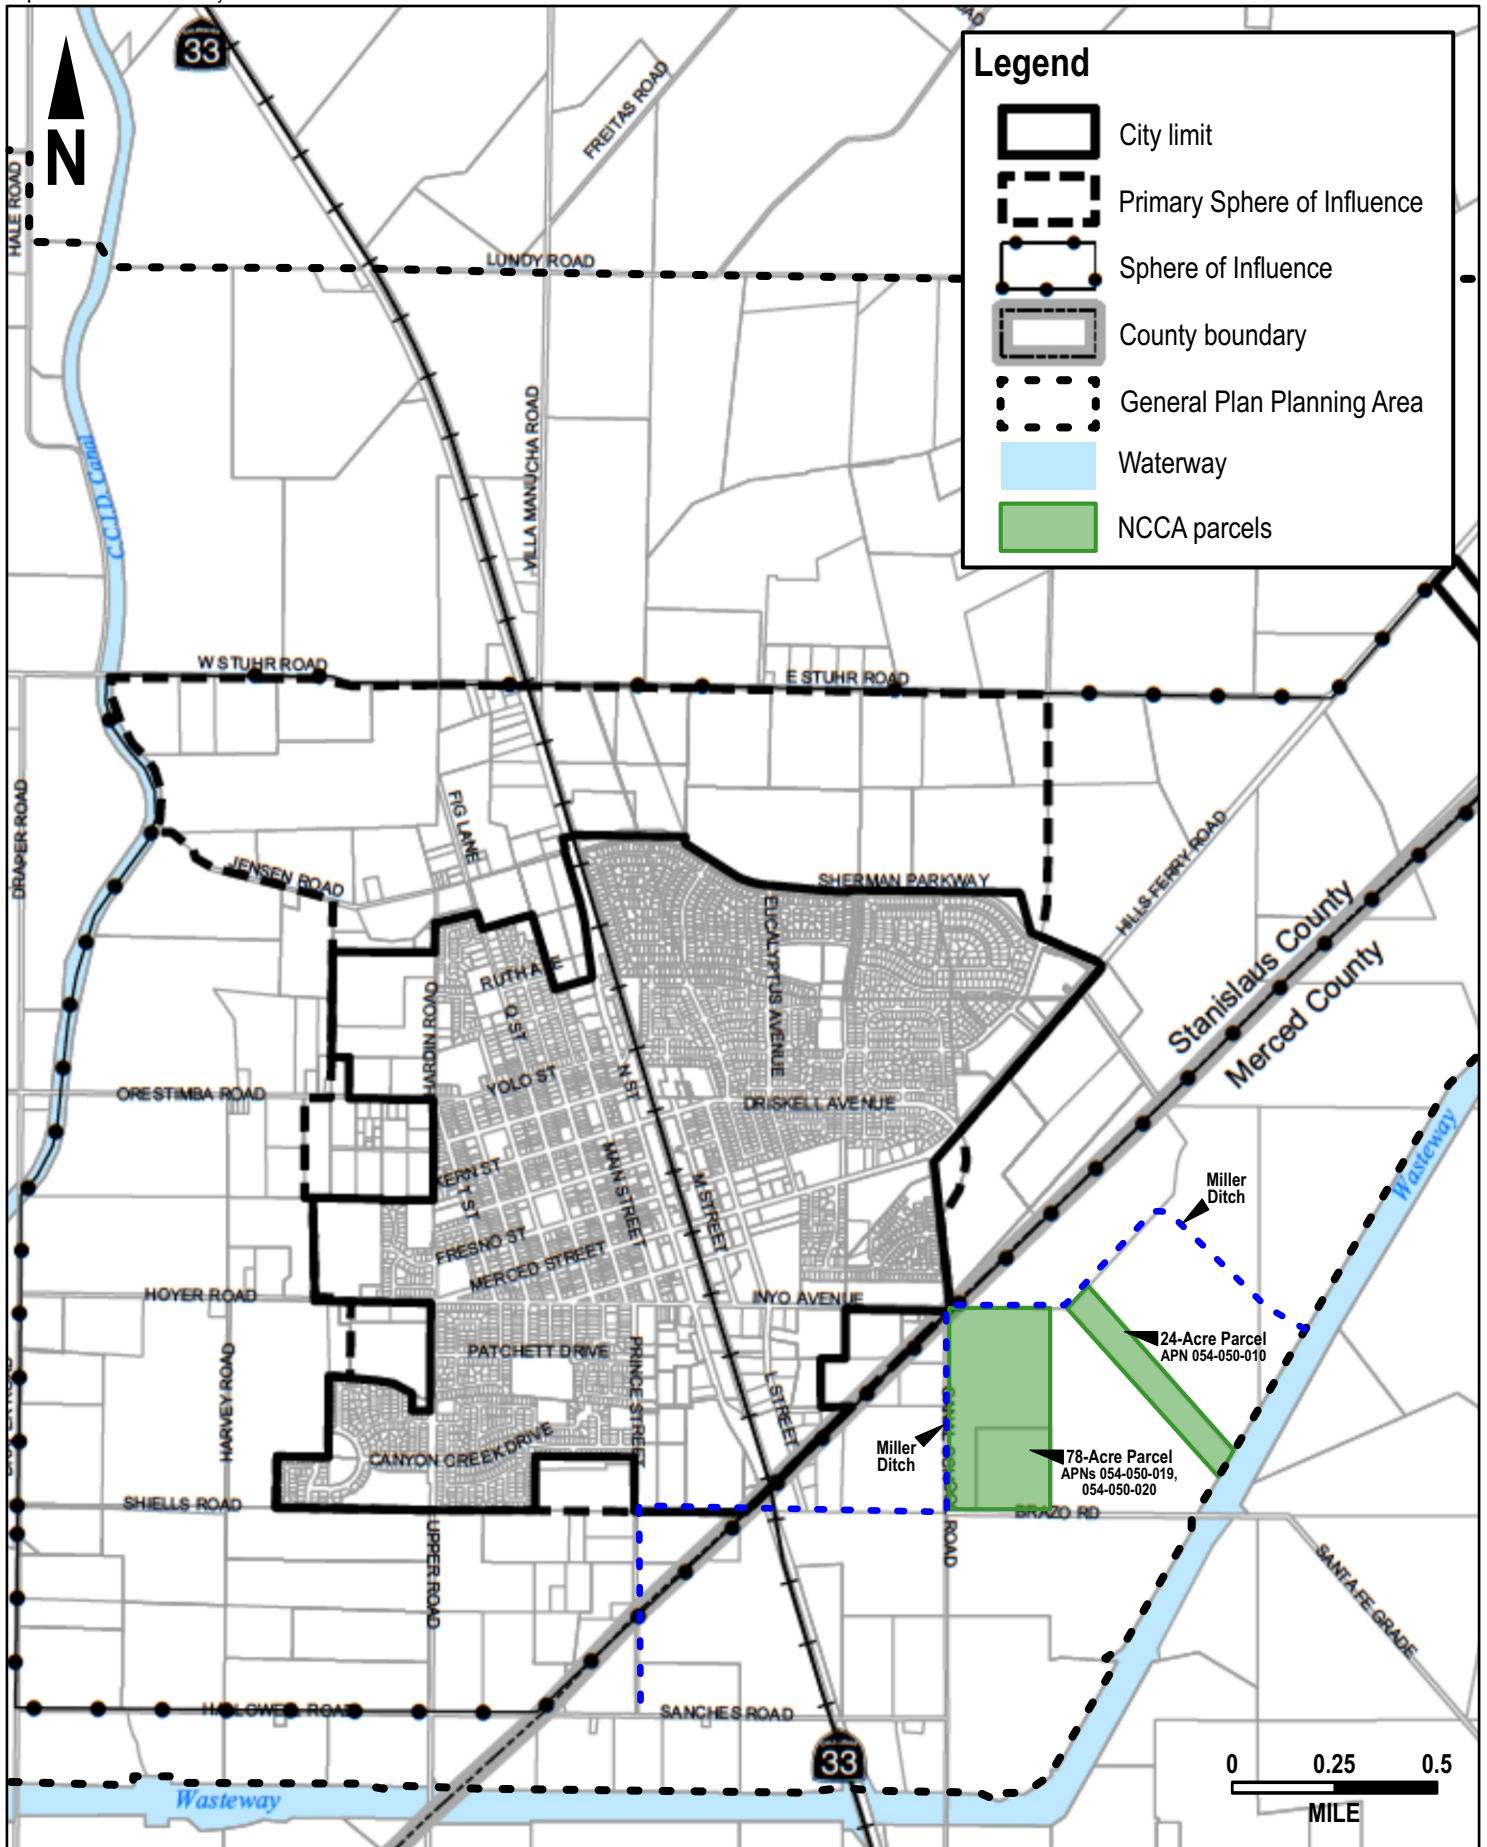 33
N
Legend
City limit
Primary Sphere of Influence
Sphere of Influence
County boundary
General Plan Planning Area
Waterway
NCCA parcels
FREITAS ROAD
HALE ROAD
LUNDY ROAD
VILLA MANUCHA ROAD
C.C.I.D. Canal
W STUHR ROAD
E STUHR ROAD
DRAPER ROAD
FIG LANE
JENSEN ROAD
SHERMAN PARKWAY
HILLS FERRY ROAD
EUCALYPTUS AVENUE
Stanislaus County
Merced County
RUTH AVE
Q ST
HARDIN ROAD
YOLO ST
N ST
ORESTIMBA ROAD
DRISKELL AVENUE
Wasteway
KERN ST
T ST
MAIN STREET
M STREET
Miller
Ditch
FRESNO ST
MERCED STREET
HOYER ROAD
INYO AVENUE
HARVEY ROAD
PATCHETT DRIVE
PRINCE STREET
L STREET
24-Acre Parcel
APN 054-050-010
CANYON CREEK DRIVE
Miller
Ditch
78-Acre Parcel
APNs 054-050-019,
054-050-020
SHIELLS ROAD
BRAZO RD
UPPER ROAD
ROAD
SANTA FE GRADE
HALLOWELL ROAD
SANCHES ROAD
33
Wasteway
0 0.25 0.5
MILE